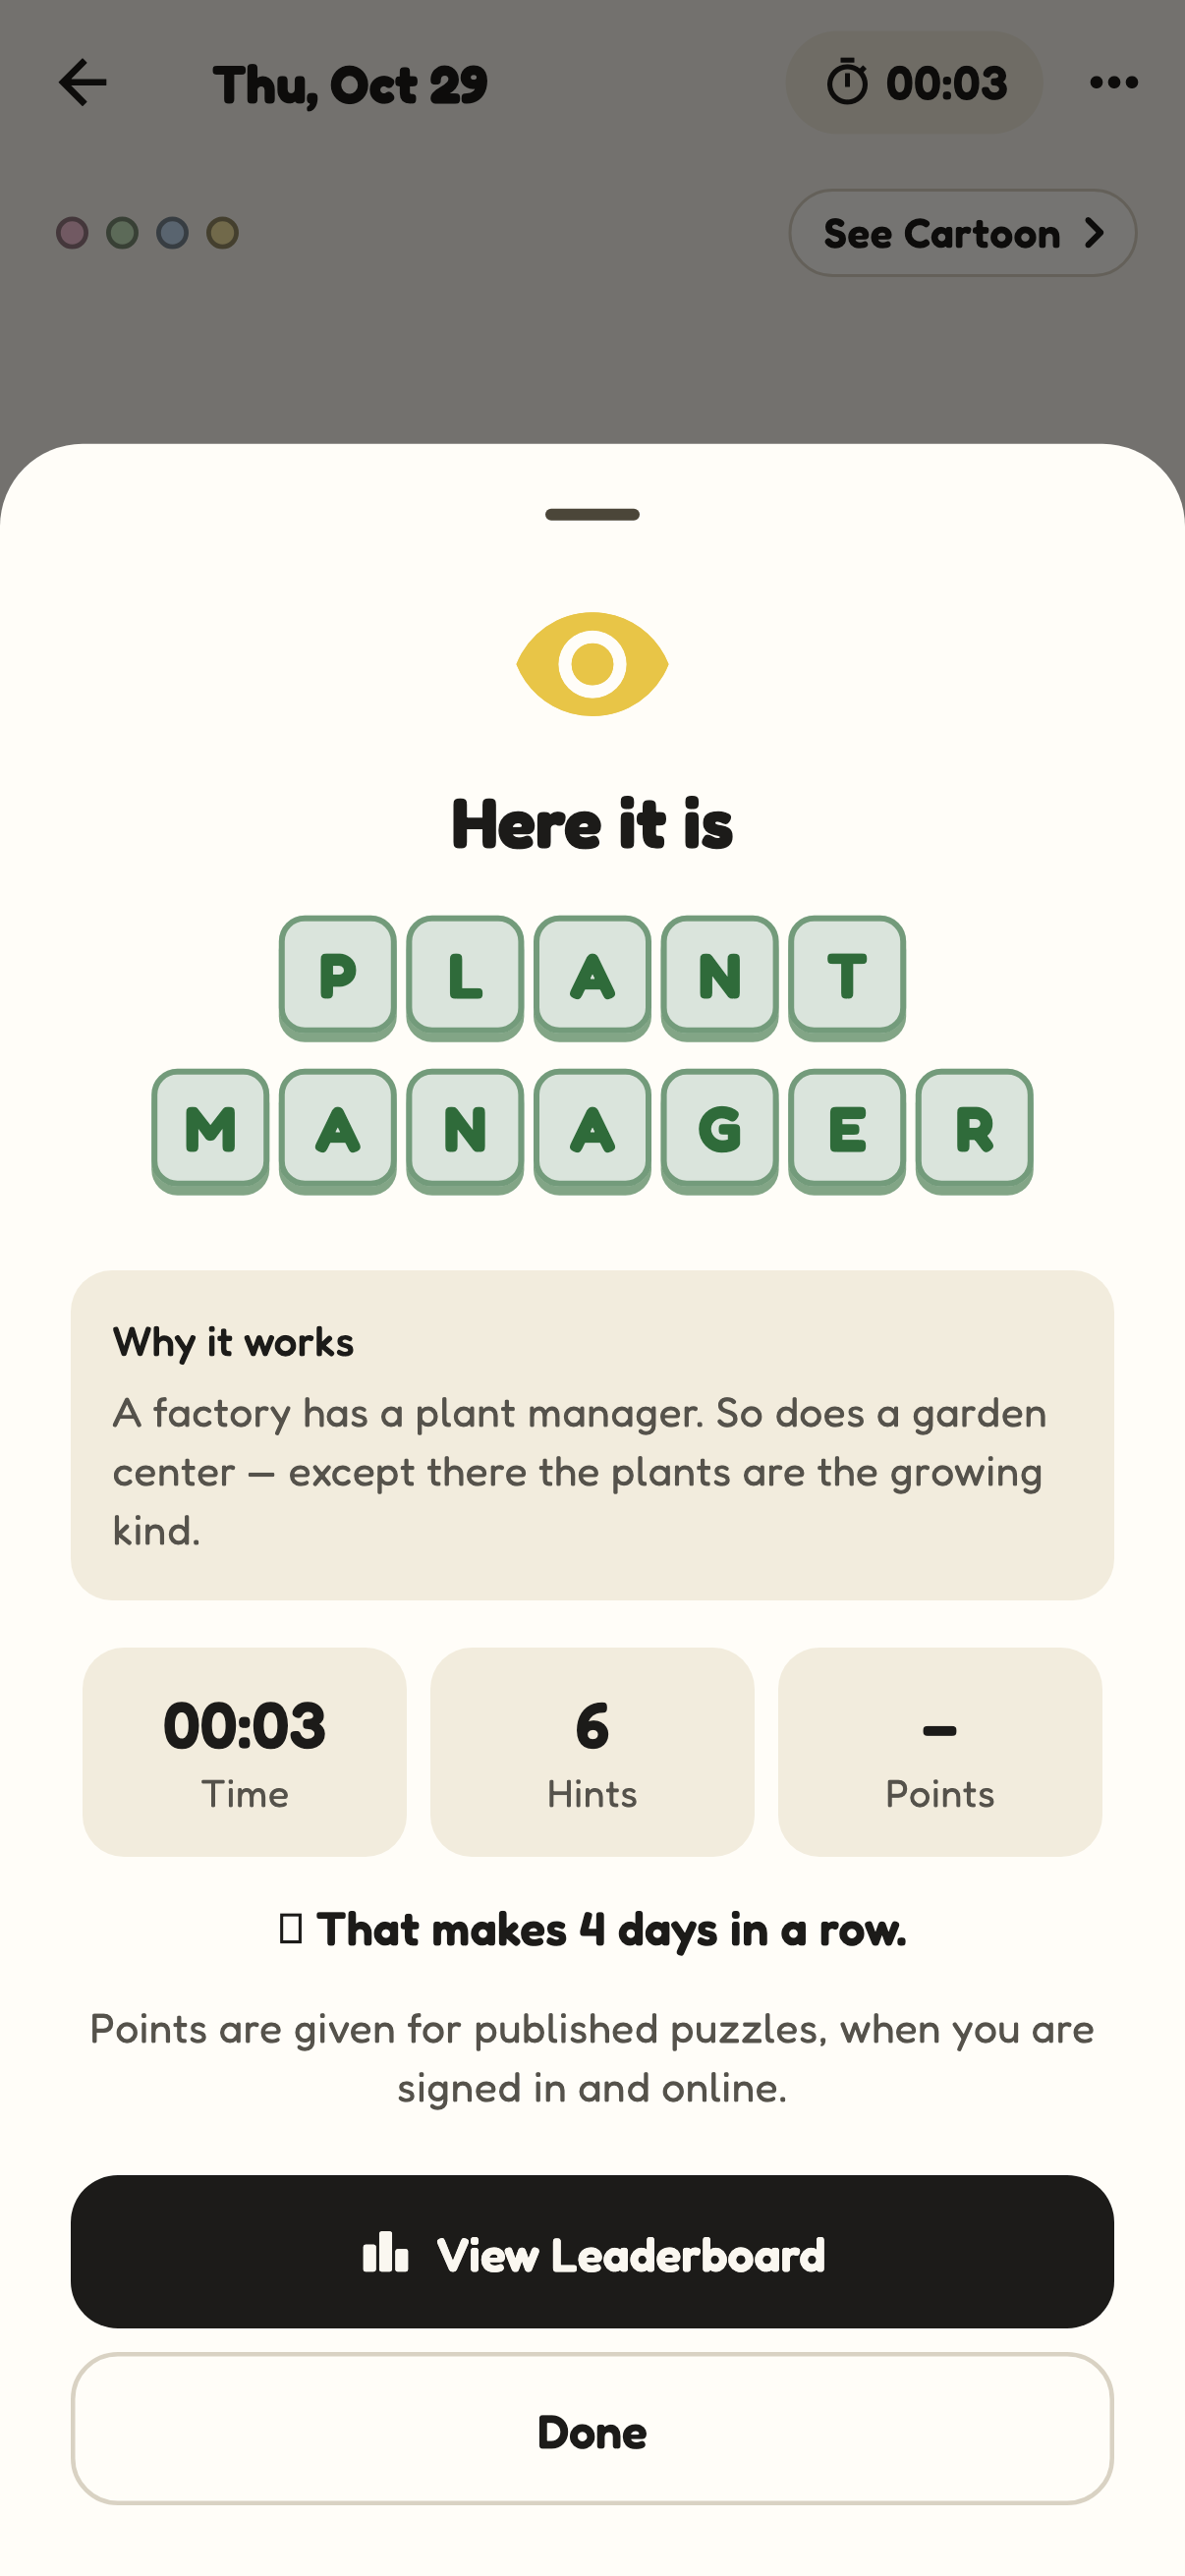 Thu, Oct 29
00:03
See Cartoon
Here it is
PLANT
MANAGER
Why it works
A factory has a plant manager. So does a garden
center — except there the plants are the growing
kind.
00:03
Time
6
Hints
–
Points
That makes 4 days in a row.
Points are given for published puzzles, when you are
signed in and online.
View Leaderboard
Done